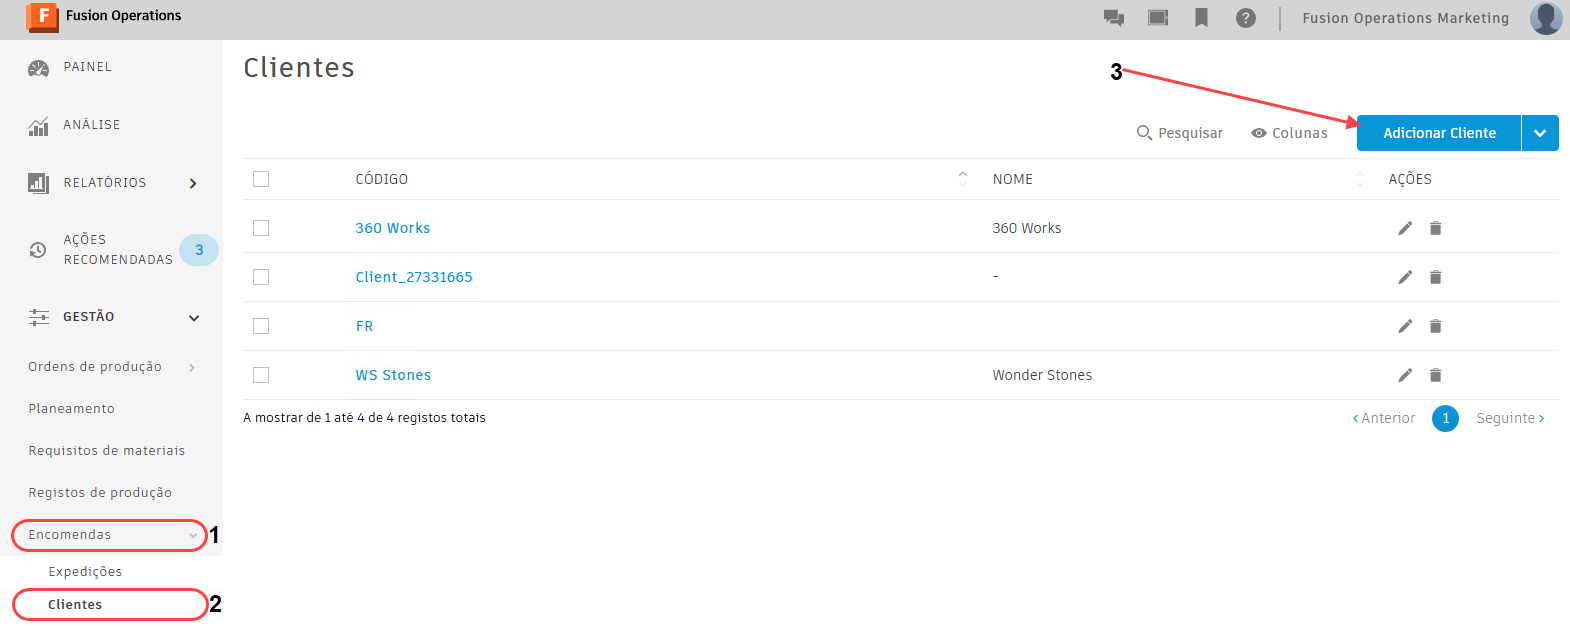 F Fusion Operations
? Fusion Operations Marketing
PAINEL
ANÁLISE
RELATÓRIOS
AÇÕES
RECOMENDADAS
3
GESTÃO
Ordens de produção
Planeamento
Requisitos de materiais
Registos de produção
Encomendas 1
Expedições
Clientes 2
Clientes
3
Pesquisar Colunas Adicionar Cliente
CÓDIGO NOME AÇÕES
360 Works 360 Works
Client_27331665 -
FR
WS Stones Wonder Stones
A mostrar de 1 até 4 de 4 registos totais
Anterior 1 Seguinte